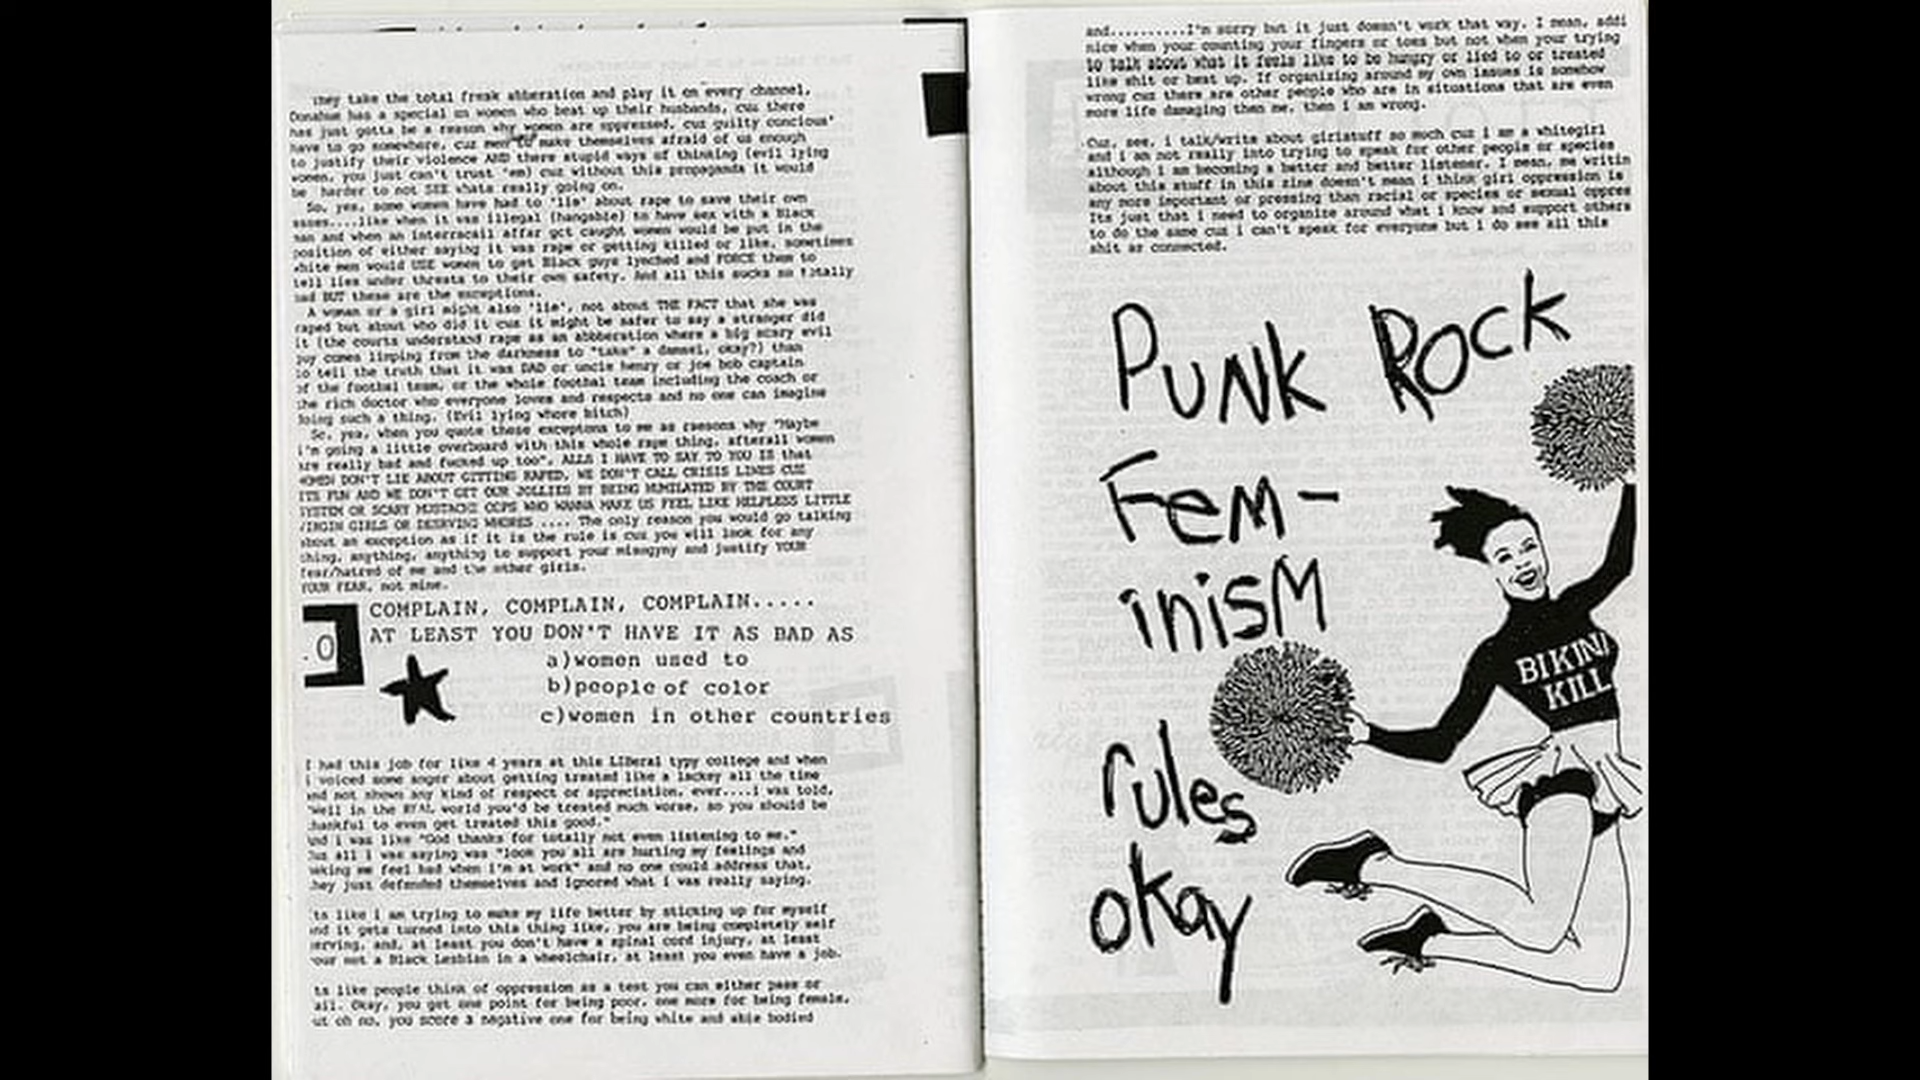 they take the total freak abberation and play it on every channel,
Donahue has a special on women who beat up their husbands, cuz there
has just gotta be a reason why women are oppressed, cuz guilty concious'
have to go somewhere, cuz men to make themselves afraid of us enough
to justify their violence AND there stupid ways of thinking (evil lying
women, you just can't trust 'em) cuz without this propaganda it would
be harder to not SEE whats really going on.
So, yes, some women have had to 'lie' about rape to save their own
asses....like when it was illegal (hangable) to have sex with a Black
man and when an interracail affar got caught women would be put in the
position of either saying it was rape or getting killed or like, sometimes
white men would USE women to get Black guys lynched and FORCE them to
tell lies under threats to their own safety. And all this sucks so totally
bad BUT these are the exceptions.
A woman or a girl might also 'lie', not about THE FACT that she was
raped but about who did it cuz it might be safer to say a stranger did
it (the courts understand rape as an abbberation where a big scary evil
guy comes limping from the darkness to "take" a damsel, okay?) than
to tell the truth that it was DAD or uncle henry or joe bob captain
of the footbal team, or the whole footbal team including the coach or
the rich doctor who everyone loves and respects and no one can imagine
doing such a thing. (Evil lying whore bitch)
So, yea, when you quote these exceptons to me as raesons why "Maybe
i'm going a little overboard with this whole rape thing, afterall women
are really bad and fucked up too", ALLS I HAVE TO SAY TO YOU IS that
WOMEN DON'T LIE ABOUT GITTING RAPED, WE DON'T CALL CRISIS LINES CUZ
ITS FUN AND WE DON'T GET OUR JOLLIES BY BEING HUMILATED BY THE COURT
SYSTEM OR SCARY MUSTACHE COPS WHO WANNA MAKE US FEEL LIKE HELPLESS LITTLE
VIRGIN GIRLS OR DESRVING WHORES .... The only reason you would go talking
about an exception as if it is the rule is cuz you will look for any
thing, anything, anything to support your misogyny and justify YOUR
fear/hatred of me and the other girls.
YOUR FEAR, not mine.
COMPLAIN, COMPLAIN, COMPLAIN.....
AT LEAST YOU DON'T HAVE IT AS BAD AS
a)women used to
b)people of color
c)women in other countries
I had this job for like 4 years at this LIBeral typy college and when
i voiced some anger about getting treated like a lackey all the time
and not shown any kind of respect or appreciation, ever....i was told,
"well in the REAL world you'd be treated much worse, so you should be
thankful to even get treated this good."
And i was like "God thanks for totally not even listening to me."
Cuz all i was saying was "look you all are hurting my feelings and
making me feel bad when i'm at work" and no one could address that,
they just defended themselves and ignored what i was really saying.
ts like i am trying to make my life better by sticking up for myself
and it gets turned into this thing like, you are being completely self
serving, and, at least you don't have a spinal cord injury, at least
your not a Black Lesbian in a wheelchair, at least you even have a job.
ts like people think of oppression as a test you can either pass or
ail. Okay, you get one point for being poor, one more for being female,
ut oh no, you score a negative one for being white and able bodied
and..........I'm sorry but it just doesn't work that way. I mean, addi
nice when your counting your fingers or toes but not when your trying
to talk about what it feels like to be hungry or lied to or treated
like shit or beat up. If organizing around my own issues is somehow
wrong cuz there are other people who are in situations that are even
more life damaging then me, then i am wrong.
Cuz, see, i talk/write about girlstuff so much cuz i am a whitegirl
and i am not really into trying to speak for other people or species
although i am becoming a better and better listener. I mean, me writin
about this stuff in this zine doesn't mean i think girl oppression is
any more important or pressing than racial or species or sexual oppres
Its just that i need to organize around what i know and support others
to do the same cuz i can't speak for everyone but i do see all this
shit as connected.
PUNK ROCK
Fem-
inisM
rules
okay
BIKINI
KILL